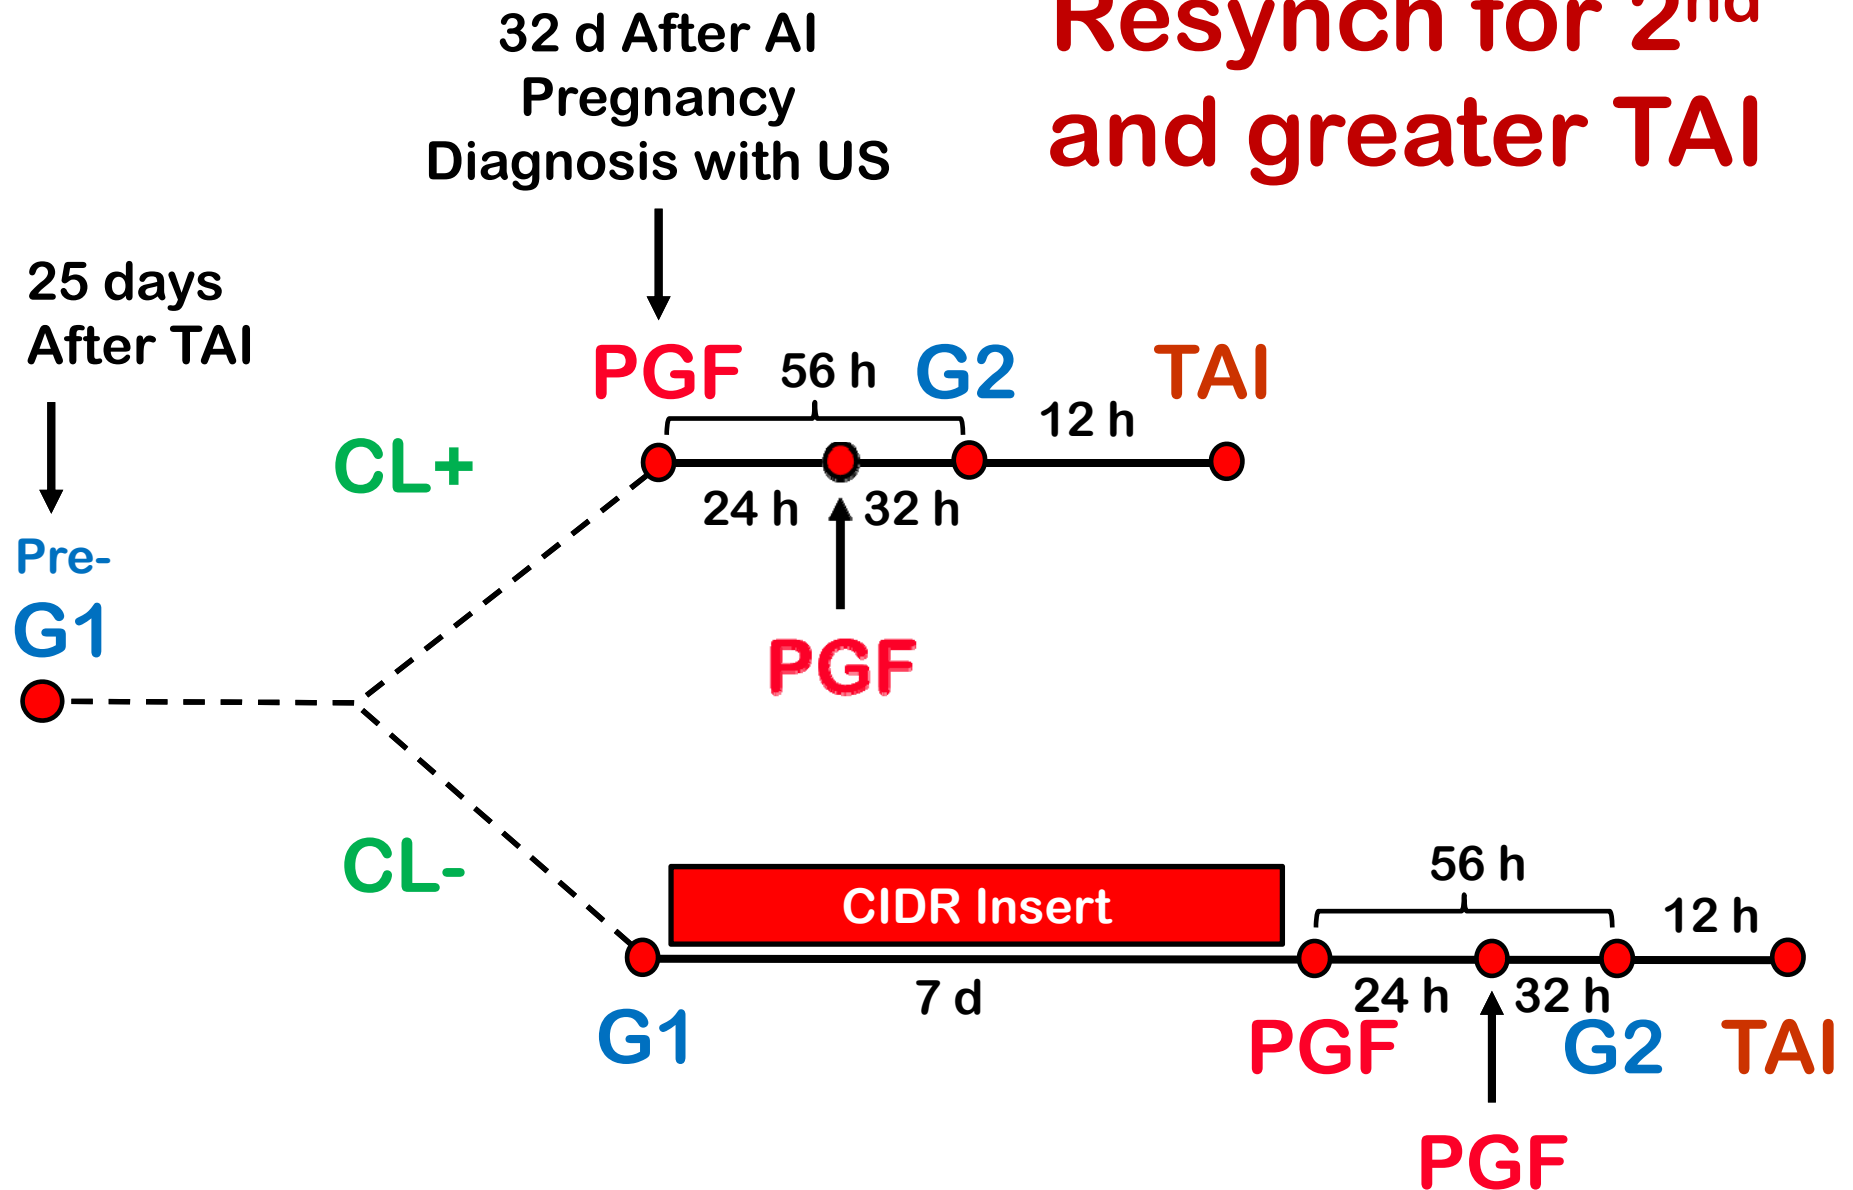 Resynch for 2nd
and greater TAI
32 d After AI
Pregnancy
Diagnosis with US
25 days
After TAI
PGF
56 h
G2
12 h
TAI
CL+
24 h
32 h
PGF
Pre-
G1
CL-
CIDR Insert
56 h
12 h
7 d
24 h
32 h
G1
PGF
G2
TAI
PGF